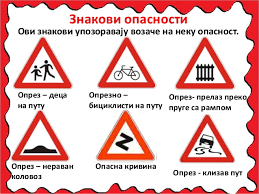 Знакови опасности
Ови знакови упозоравају возаче на неку опасност.
Опрез – деца
на путу
Опрезно –
бициклисти на путу
Опрез- прелаз преко
пруге са рампом
Опрез – нераван
коловоз
Опасна кривина
Опрез - клизав пут